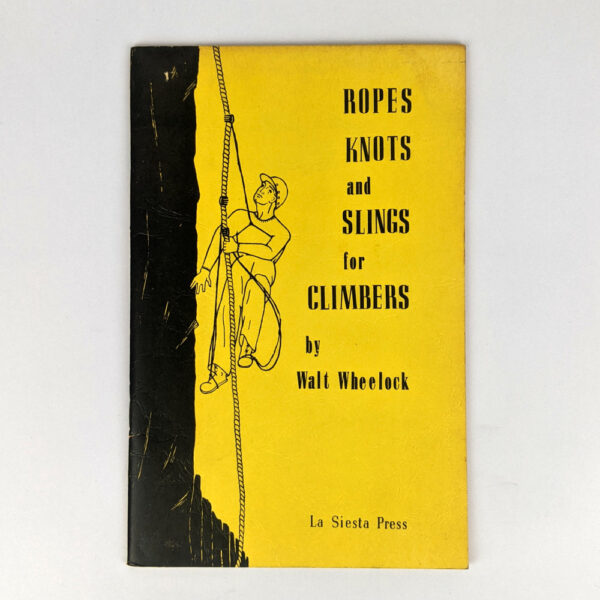 ROPES
KNOTS
and
SLINGS
for
CLIMBERS
by
Walt Wheelock
La Siesta Press